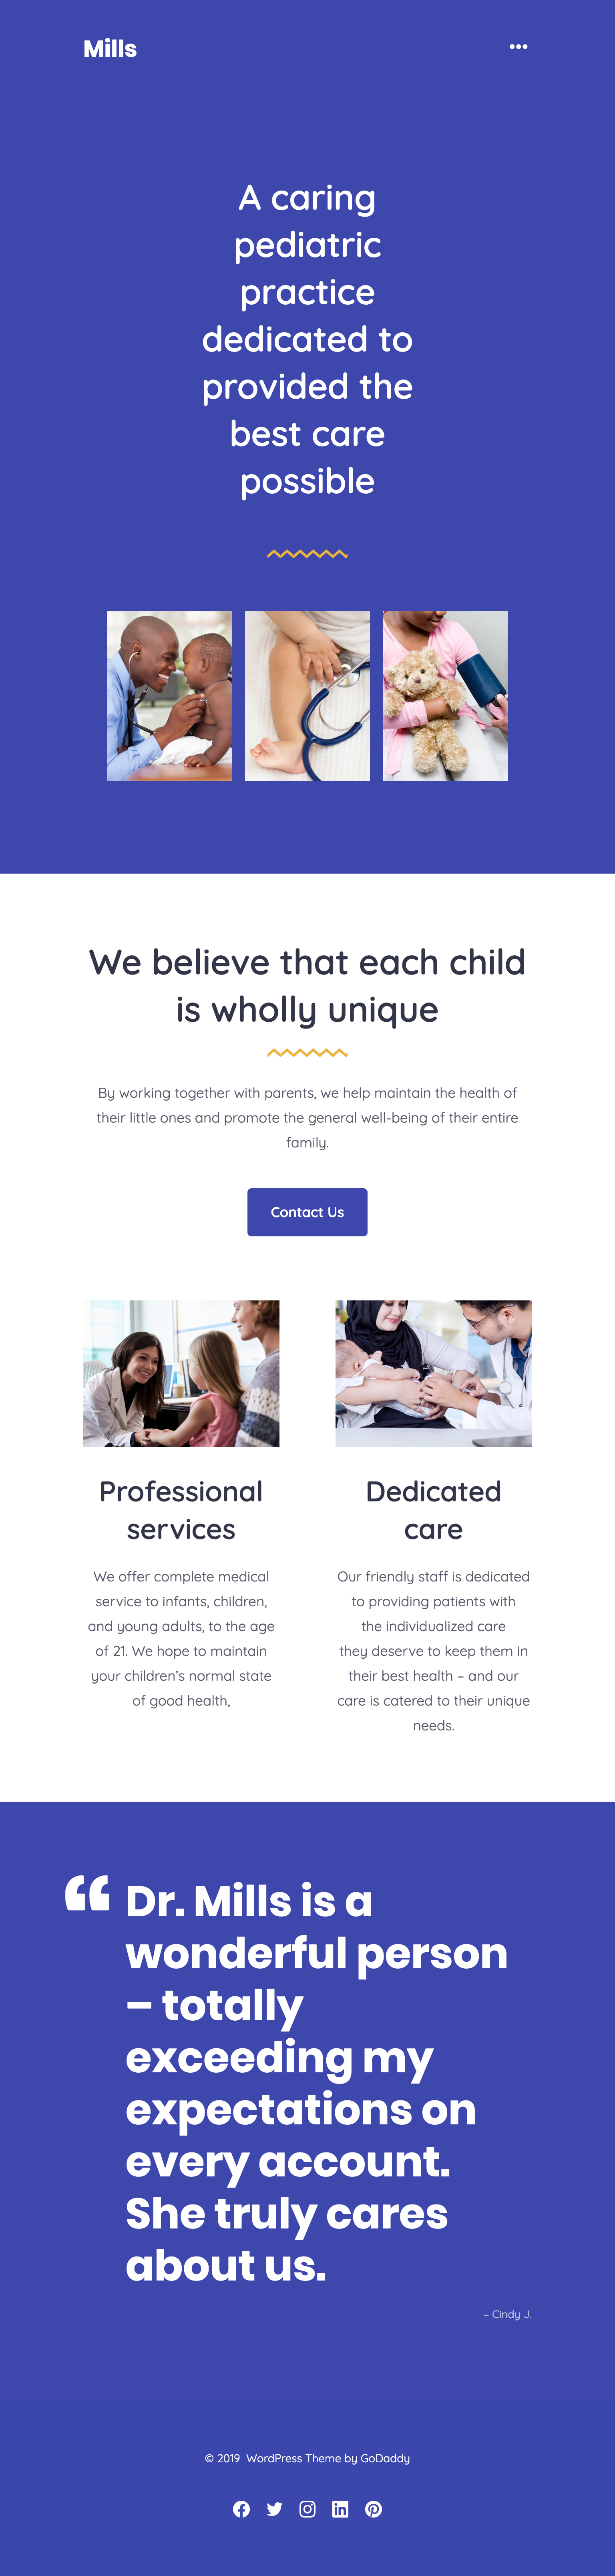 Mills
A caring
pediatric
practice
dedicated to
provided the
best care
possible
We believe that each child
is wholly unique
By working together with parents, we help maintain the health of
their little ones and promote the general well-being of their entire
family.
Contact Us
Professional
services
We offer complete medical
service to infants, children,
and young adults, to the age
of 21. We hope to maintain
your children’s normal state
of good health,
Dedicated
care
Our friendly staff is dedicated
to providing patients with
the individualized care
they deserve to keep them in
their best health – and our
care is catered to their unique
needs.
“ Dr. Mills is a
wonderful person
– totally
exceeding my
expectations on
every account.
She truly cares
about us.
– Cindy J.
© 2019 WordPress Theme by GoDaddy